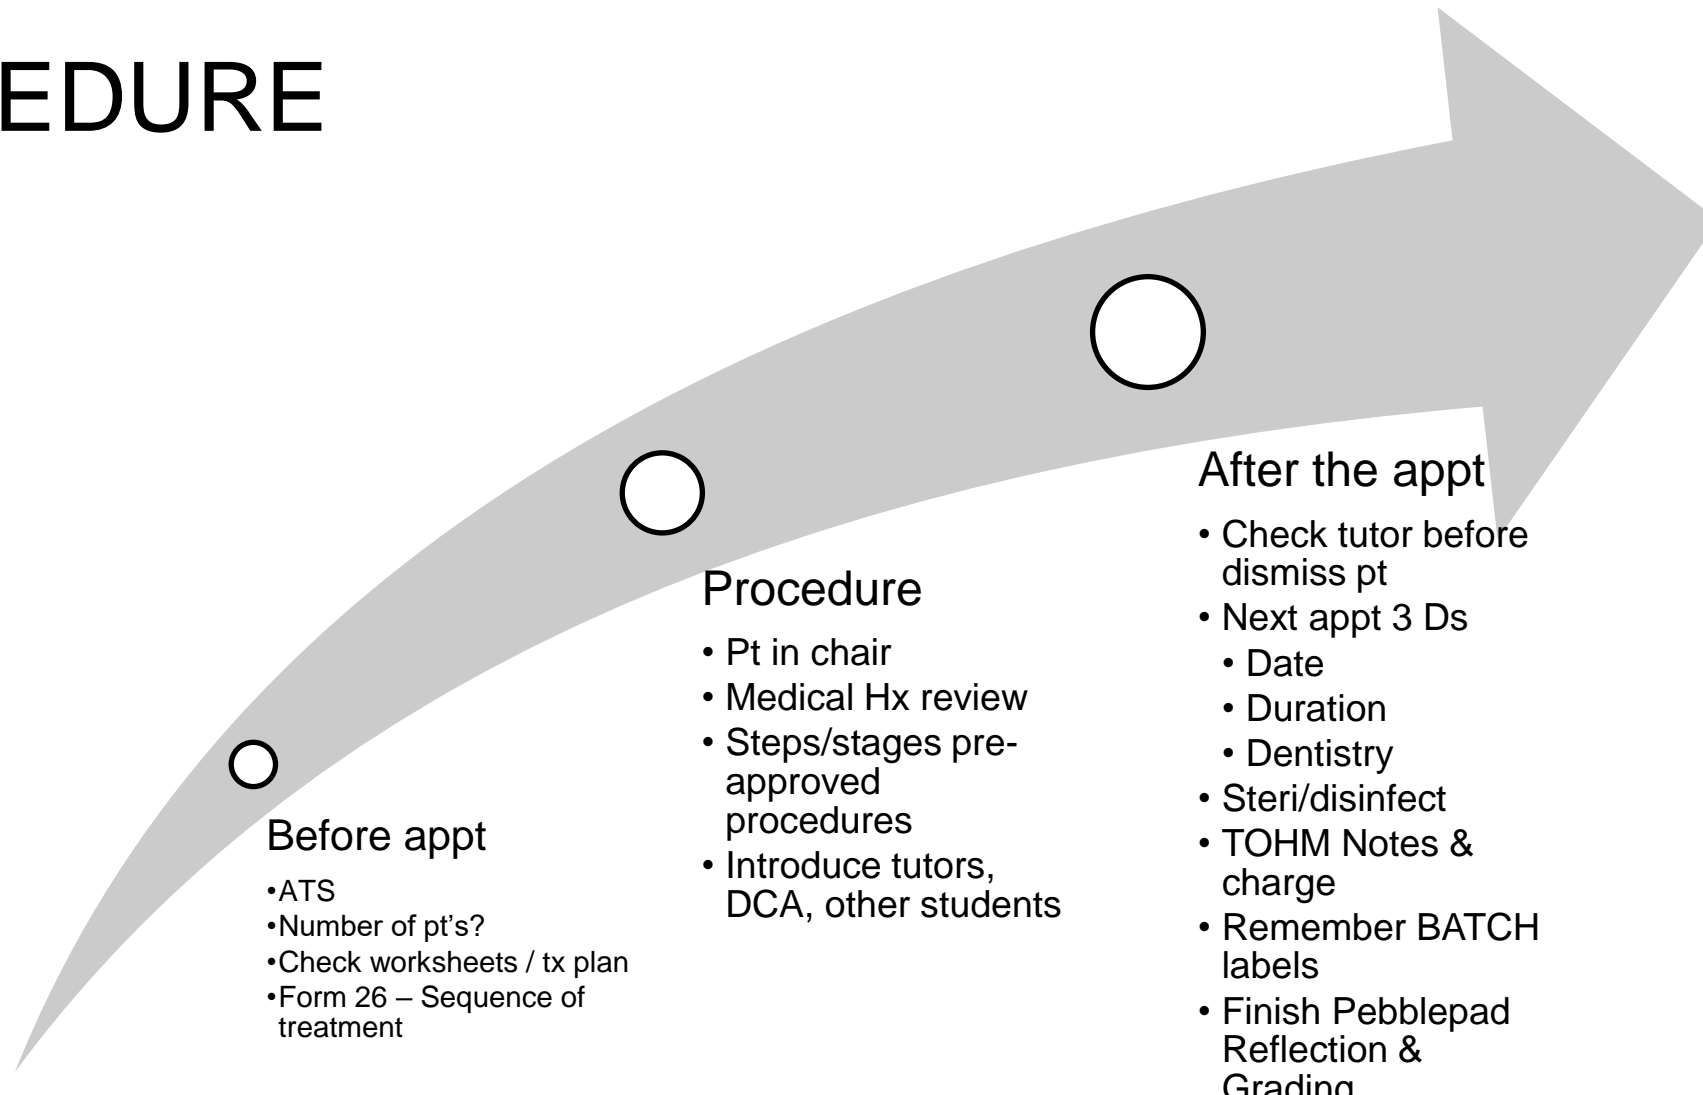 EDURE
Before appt
•ATS
•Number of pt’s?
•Check worksheets / tx plan
•Form 26 – Sequence of
treatment
Procedure
• Pt in chair
• Medical Hx review
• Steps/stages pre-
approved
procedures
• Introduce tutors,
DCA, other students
After the appt
• Check tutor before
dismiss pt
• Next appt 3 Ds
• Date
• Duration
• Dentistry
• Steri/disinfect
• TOHM Notes &
charge
• Remember BATCH
labels
• Finish Pebblepad
Reflection &
Grading